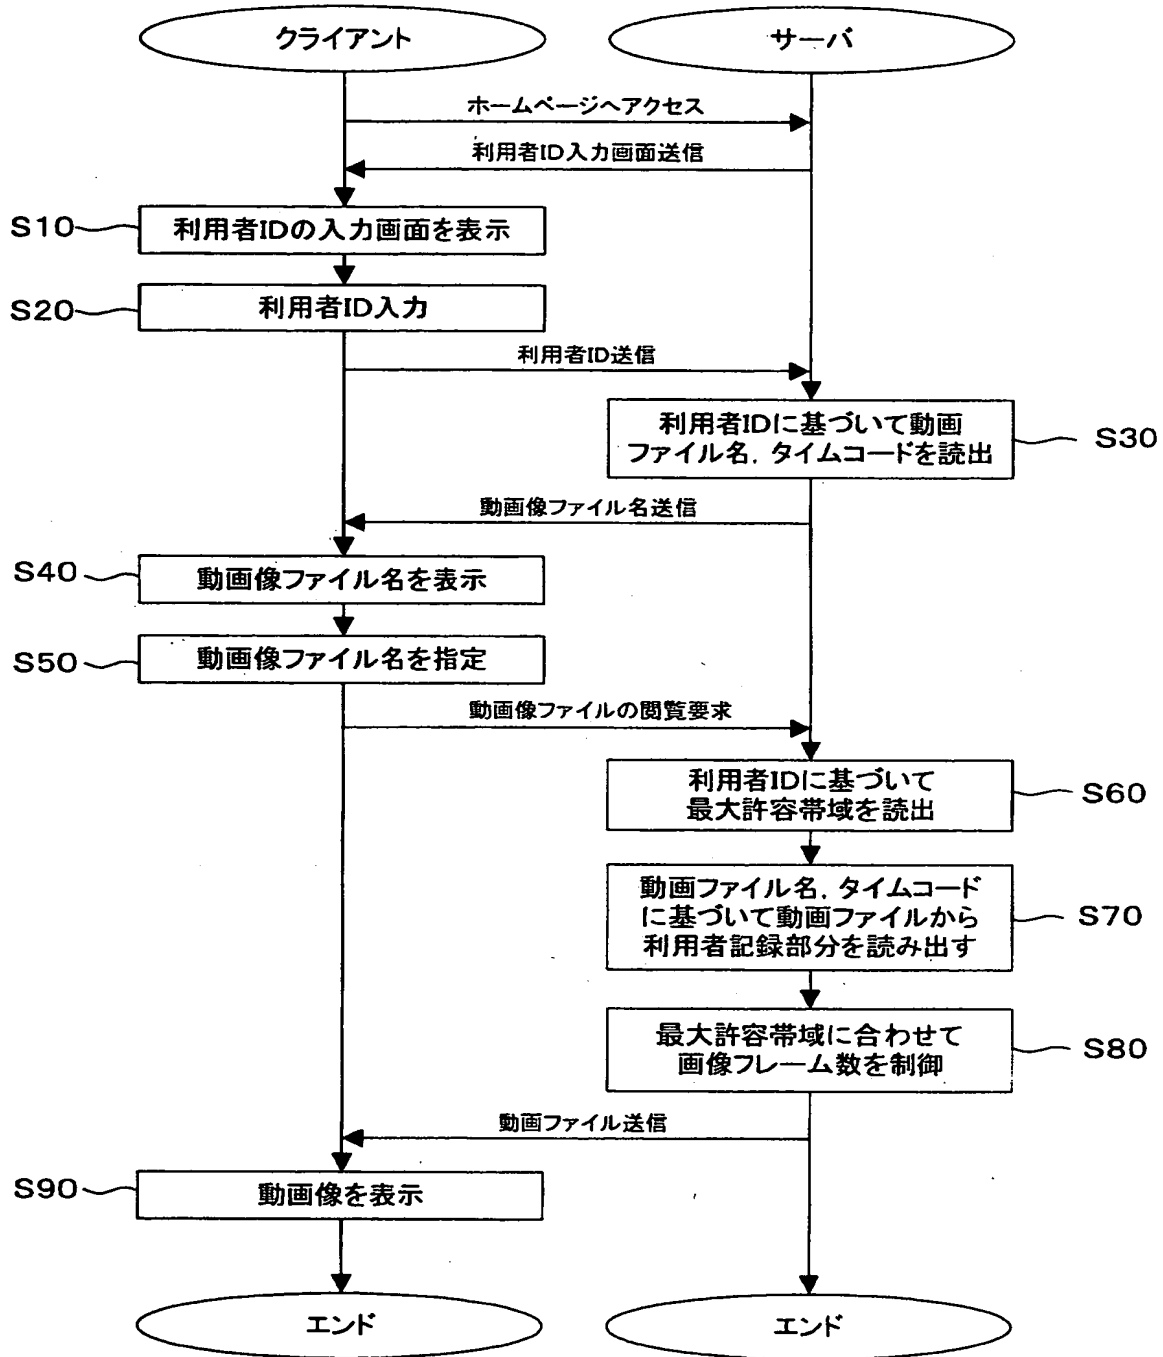 クライアント
サーバ
ホームページへアクセス
利用者ID入力画面送信
S10
利用者IDの入力画面を表示
S20
利用者ID入力
利用者ID送信
利用者IDに基づいて動画
ファイル名, タイムコードを読出
S30
動画像ファイル名送信
S40
動画像ファイル名を表示
S50
動画像ファイル名を指定
動画像ファイルの閲覧要求
利用者IDに基づいて
最大許容帯域を読出
S60
動画ファイル名, タイムコード
に基づいて動画ファイルから
利用者記録部分を読み出す
S70
最大許容帯域に合わせて
画像フレーム数を制御
S80
動画ファイル送信
S90
動画像を表示
エンド
エンド